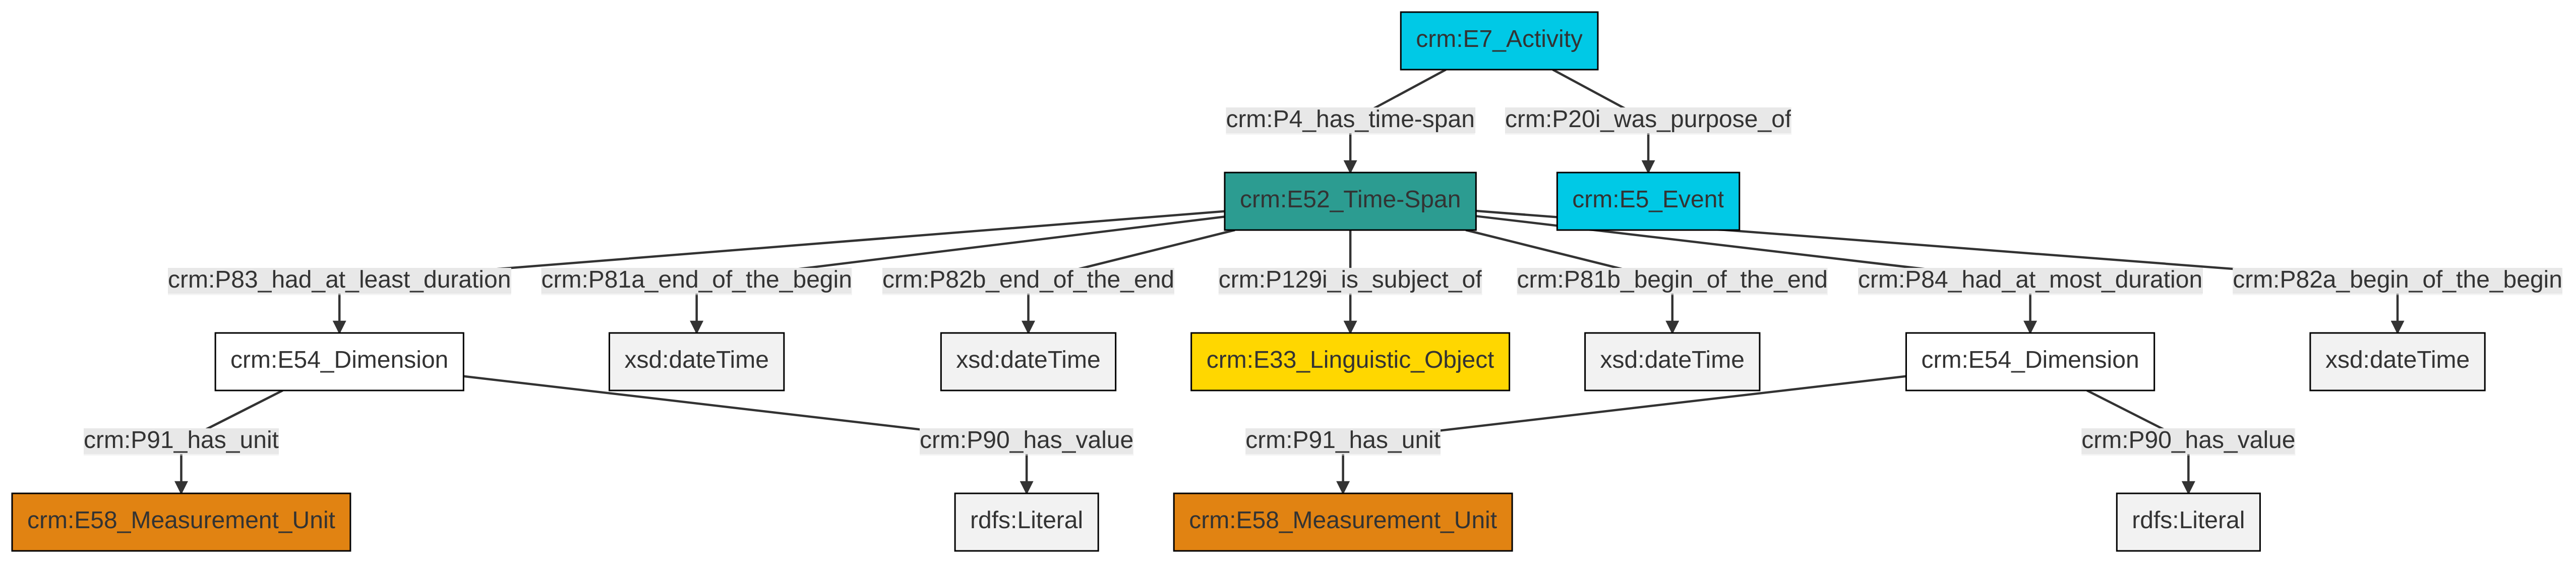 crm:E7_Activity
crm:P4_has_time-span
crm:P20i_was_purpose_of
crm:E52_Time-Span
crm:E5_Event
crm:P83_had_at_least_duration
crm:P81a_end_of_the_begin
crm:P82b_end_of_the_end
crm:P129i_is_subject_of
crm:P81b_begin_of_the_end
crm:P84_had_at_most_duration
crm:P82a_begin_of_the_begin
crm:E54_Dimension
xsd:dateTime
xsd:dateTime
crm:E33_Linguistic_Object
xsd:dateTime
crm:E54_Dimension
xsd:dateTime
crm:P91_has_unit
crm:P90_has_value
crm:P91_has_unit
crm:P90_has_value
crm:E58_Measurement_Unit
rdfs:Literal
crm:E58_Measurement_Unit
rdfs:Literal